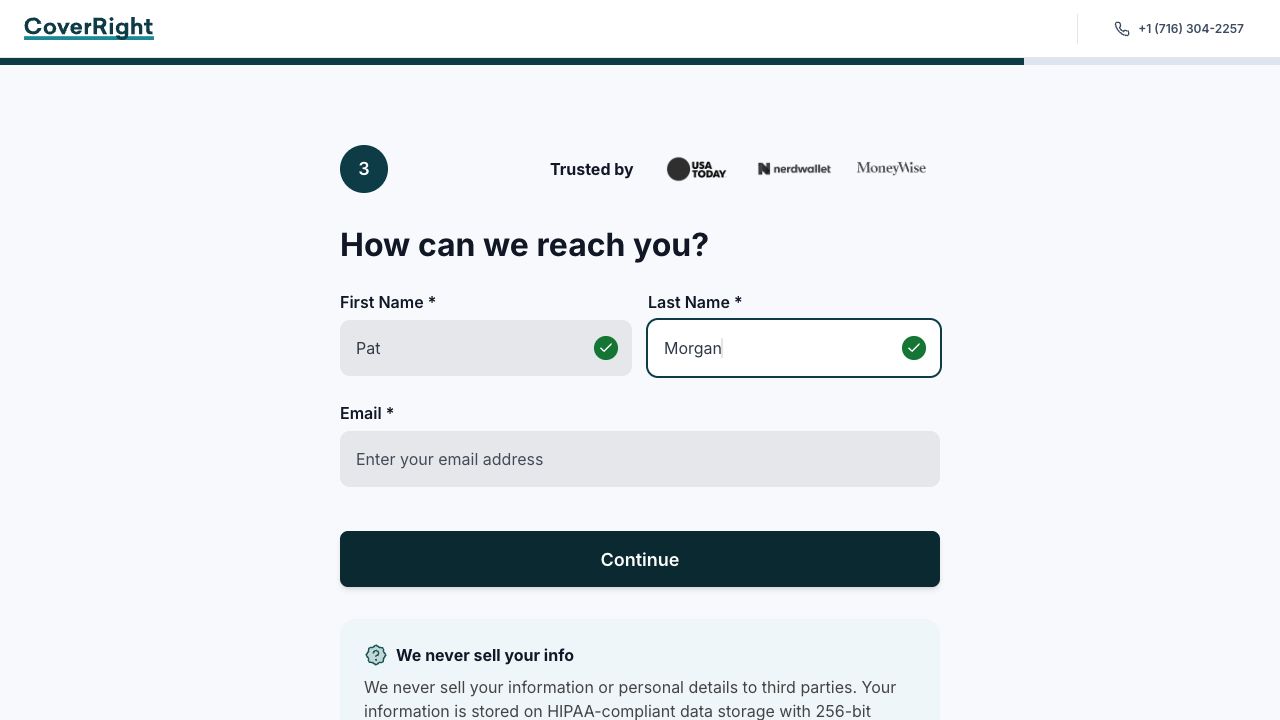 CoverRight
+1 (716) 304-2257
3
Trusted by
USA TODAY
nerdwallet
MoneyWise
How can we reach you?
First Name *
Last Name *
Pat
Morgan
Email *
Enter your email address
Continue
We never sell your info
We never sell your information or personal details to third parties. Your
information is stored on HIPAA-compliant data storage with 256-bit